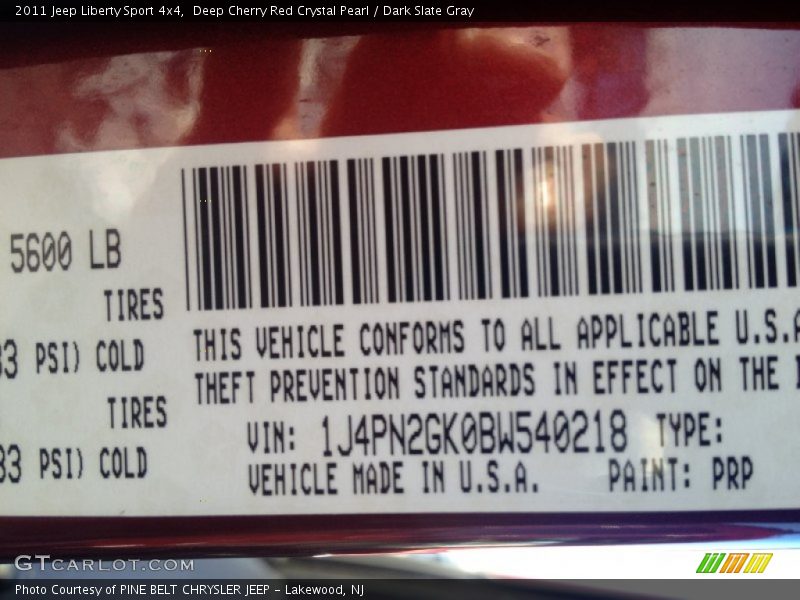 2011 Jeep Liberty Sport 4x4,  Deep Cherry Red Crystal Pearl / Dark Slate Gray
5600 LB
TIRES
33 PSI) COLD
TIRES
33 PSI) COLD
THIS VEHICLE CONFORMS TO ALL APPLICABLE U.S.A
THEFT PREVENTION STANDARDS IN EFFECT ON THE
VIN: 1J4PN2GK0BW540218 TYPE:
VEHICLE MADE IN U.S.A. PAINT: PRP
GTCARLOT.COM
Photo Courtesy of PINE BELT CHRYSLER JEEP - Lakewood, NJ